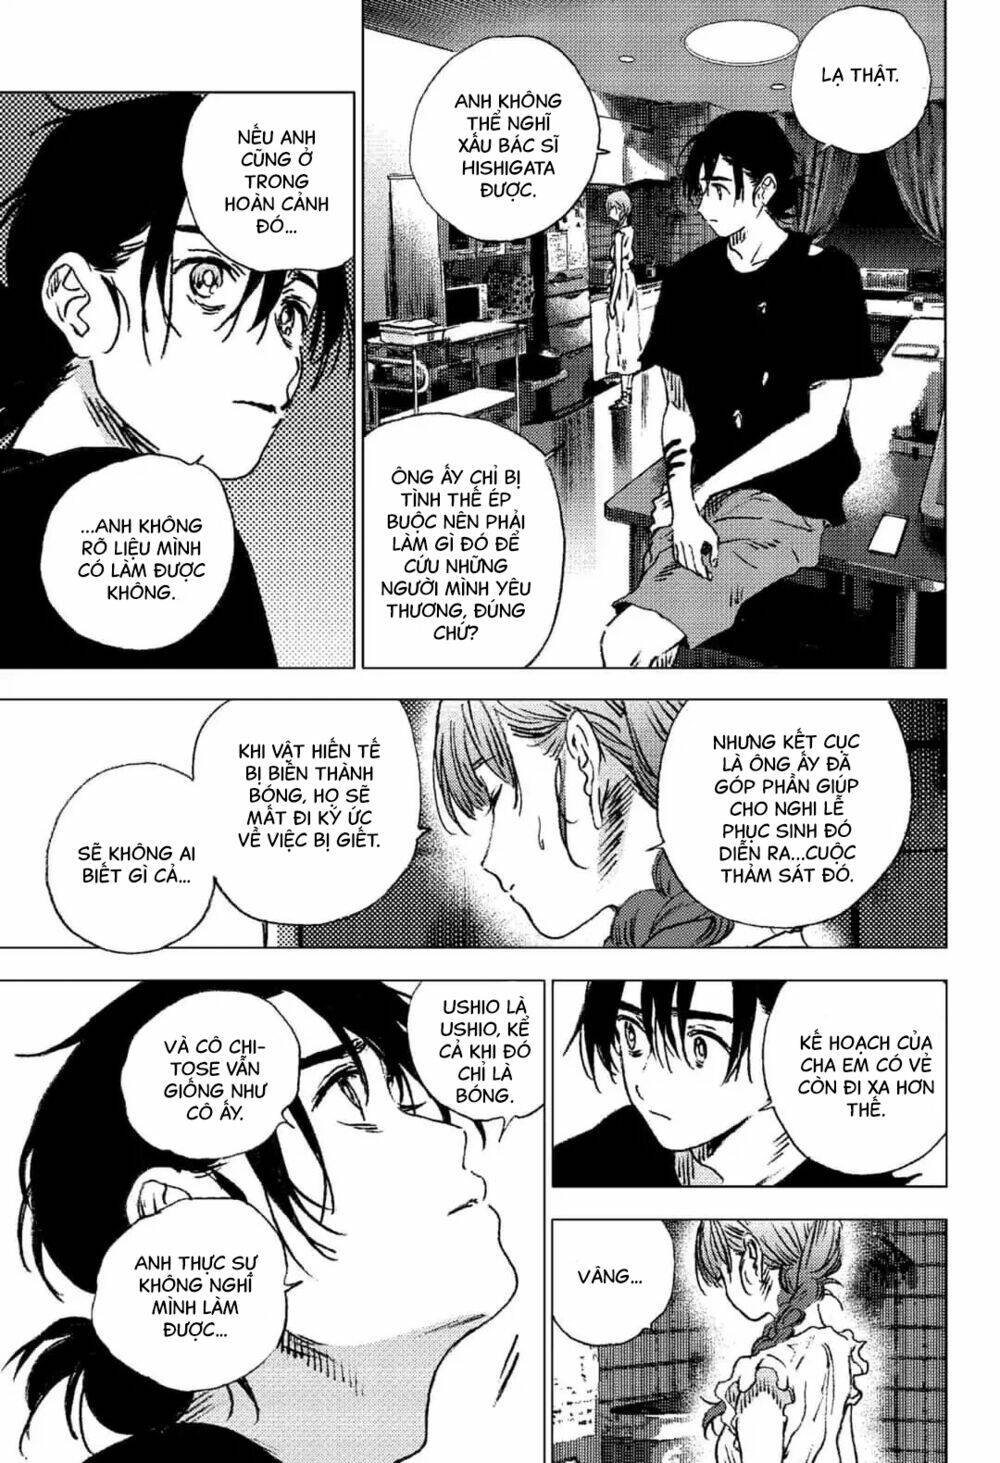 LẠ THẬT.
ANH KHÔNG
THỂ NGHĨ
XẤU BÁC SĨ
HISHIGATA
ĐƯỢC.
ÔNG ẤY CHỈ BỊ
TÌNH THẾ ÉP
BUỘC NÊN PHẢI
LÀM GÌ ĐÓ ĐỂ
CỨU NHỮNG
NGƯỜI MÌNH YÊU
THƯƠNG, ĐÚNG
CHỨ?
NẾU ANH
CŨNG Ở
TRONG
HOÀN CẢNH
ĐÓ...
...ANH KHÔNG
RÕ LIỆU MÌNH
CÓ LÀM ĐƯỢC
KHÔNG.
NHƯNG KẾT CỤC
LÀ ÔNG ẤY ĐÃ
GÓP PHẦN GIÚP
CHO NGHI LỄ
PHỤC SINH ĐÓ
DIỄN RA...CUỘC
THẢM SÁT ĐÓ.
KHI VẬT HIẾN TẾ
BỊ BIẾN THÀNH
BÓNG, HỌ SẼ
MẤT ĐI KÝ ỨC
VỀ VIỆC BỊ GIẾT.
SẼ KHÔNG AI
BIẾT GÌ CẢ...
KẾ HOẠCH CỦA
CHA EM CÓ VẺ
CÒN ĐI XA HƠN
THẾ.
VÂNG...
USHIO LÀ
USHIO, KỂ
CẢ KHI ĐÓ
CHỈ LÀ
BÓNG.
VÀ CÔ CHI-
TOSE VẪN
GIỐNG NHƯ
CÔ ẤY.
ANH THỰC SỰ
KHÔNG NGHĨ
MÌNH LÀM
ĐƯỢC...